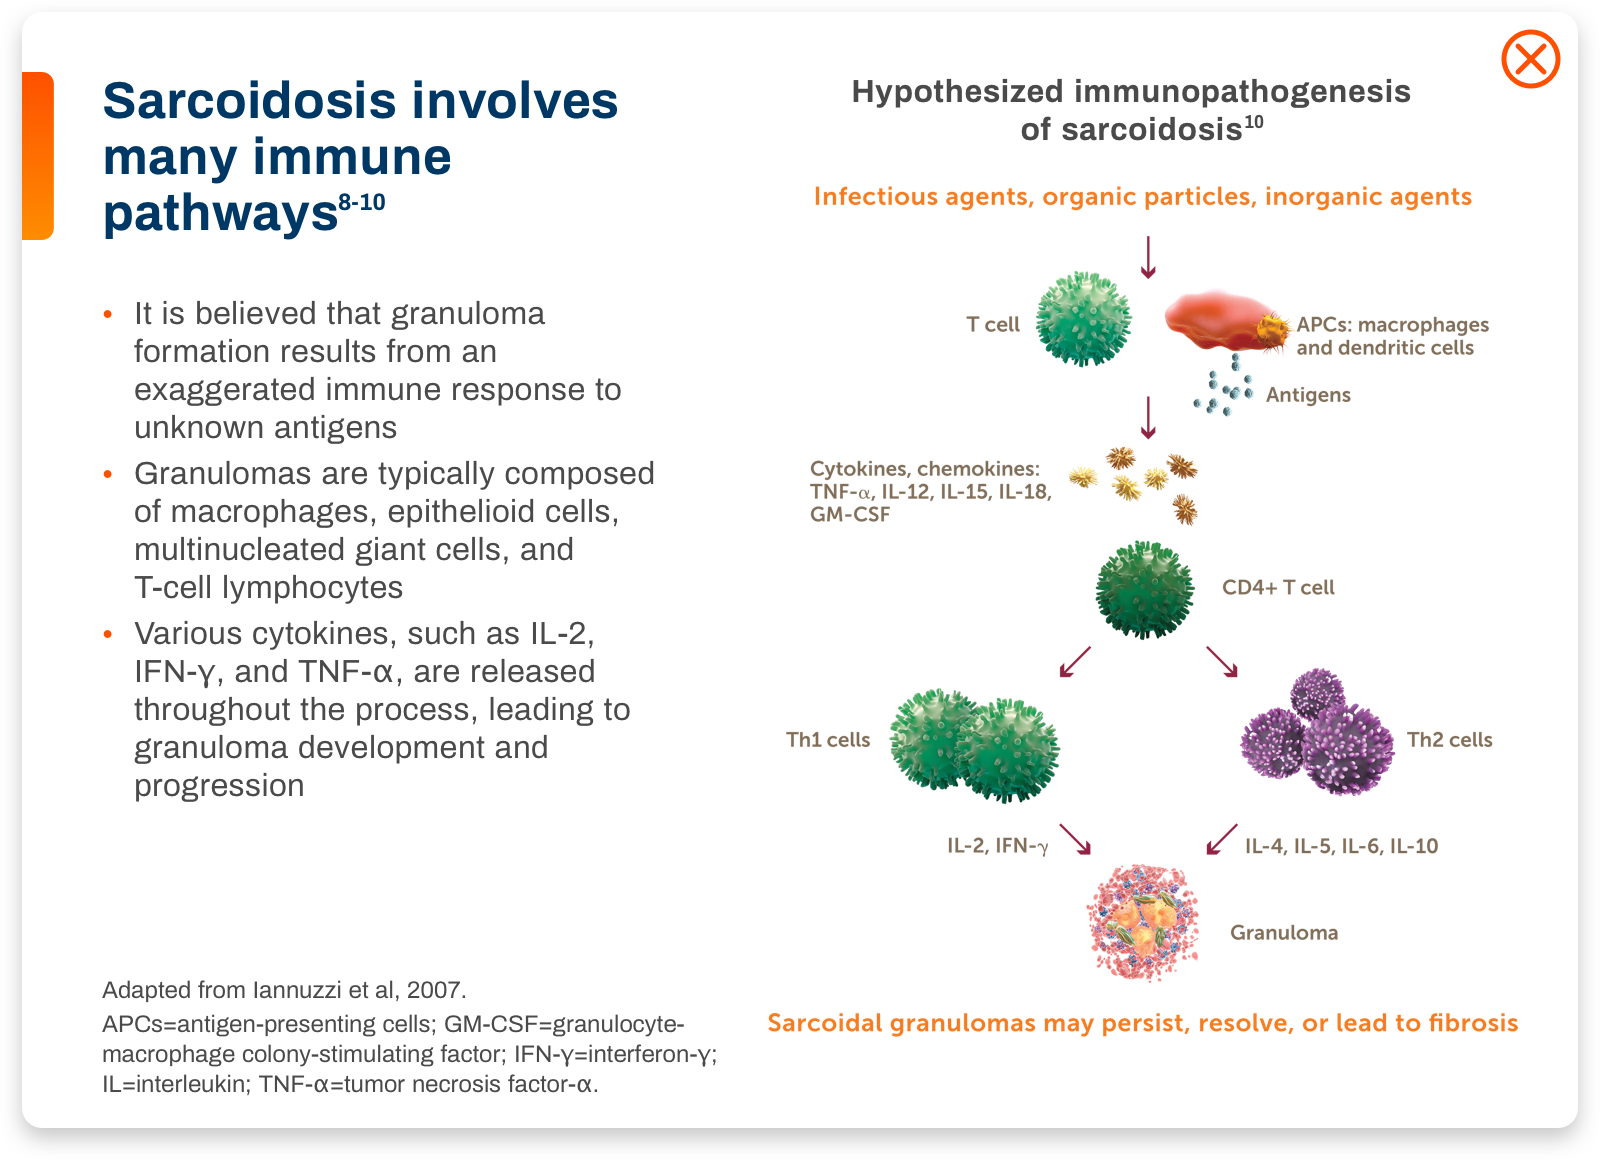 Sarcoidosis involves
many immune
pathways8-10
• It is believed that granuloma
formation results from an
exaggerated immune response to
unknown antigens
• Granulomas are typically composed
of macrophages, epithelioid cells,
multinucleated giant cells, and
T-cell lymphocytes
• Various cytokines, such as IL-2,
IFN-γ, and TNF-α, are released
throughout the process, leading to
granuloma development and
progression
Adapted from Iannuzzi et al, 2007.
APCs=antigen-presenting cells; GM-CSF=granulocyte-
macrophage colony-stimulating factor; IFN-γ=interferon-γ;
IL=interleukin; TNF-α=tumor necrosis factor-α.
Hypothesized immunopathogenesis
of sarcoidosis10
Infectious agents, organic particles, inorganic agents
T cell
APCs: macrophages
and dendritic cells
Antigens
Cytokines, chemokines:
TNF-α, IL-12, IL-15, IL-18,
GM-CSF
CD4+ T cell
Th1 cells
Th2 cells
IL-2, IFN-γ
IL-4, IL-5, IL-6, IL-10
Granuloma
Sarcoidal granulomas may persist, resolve, or lead to fibrosis